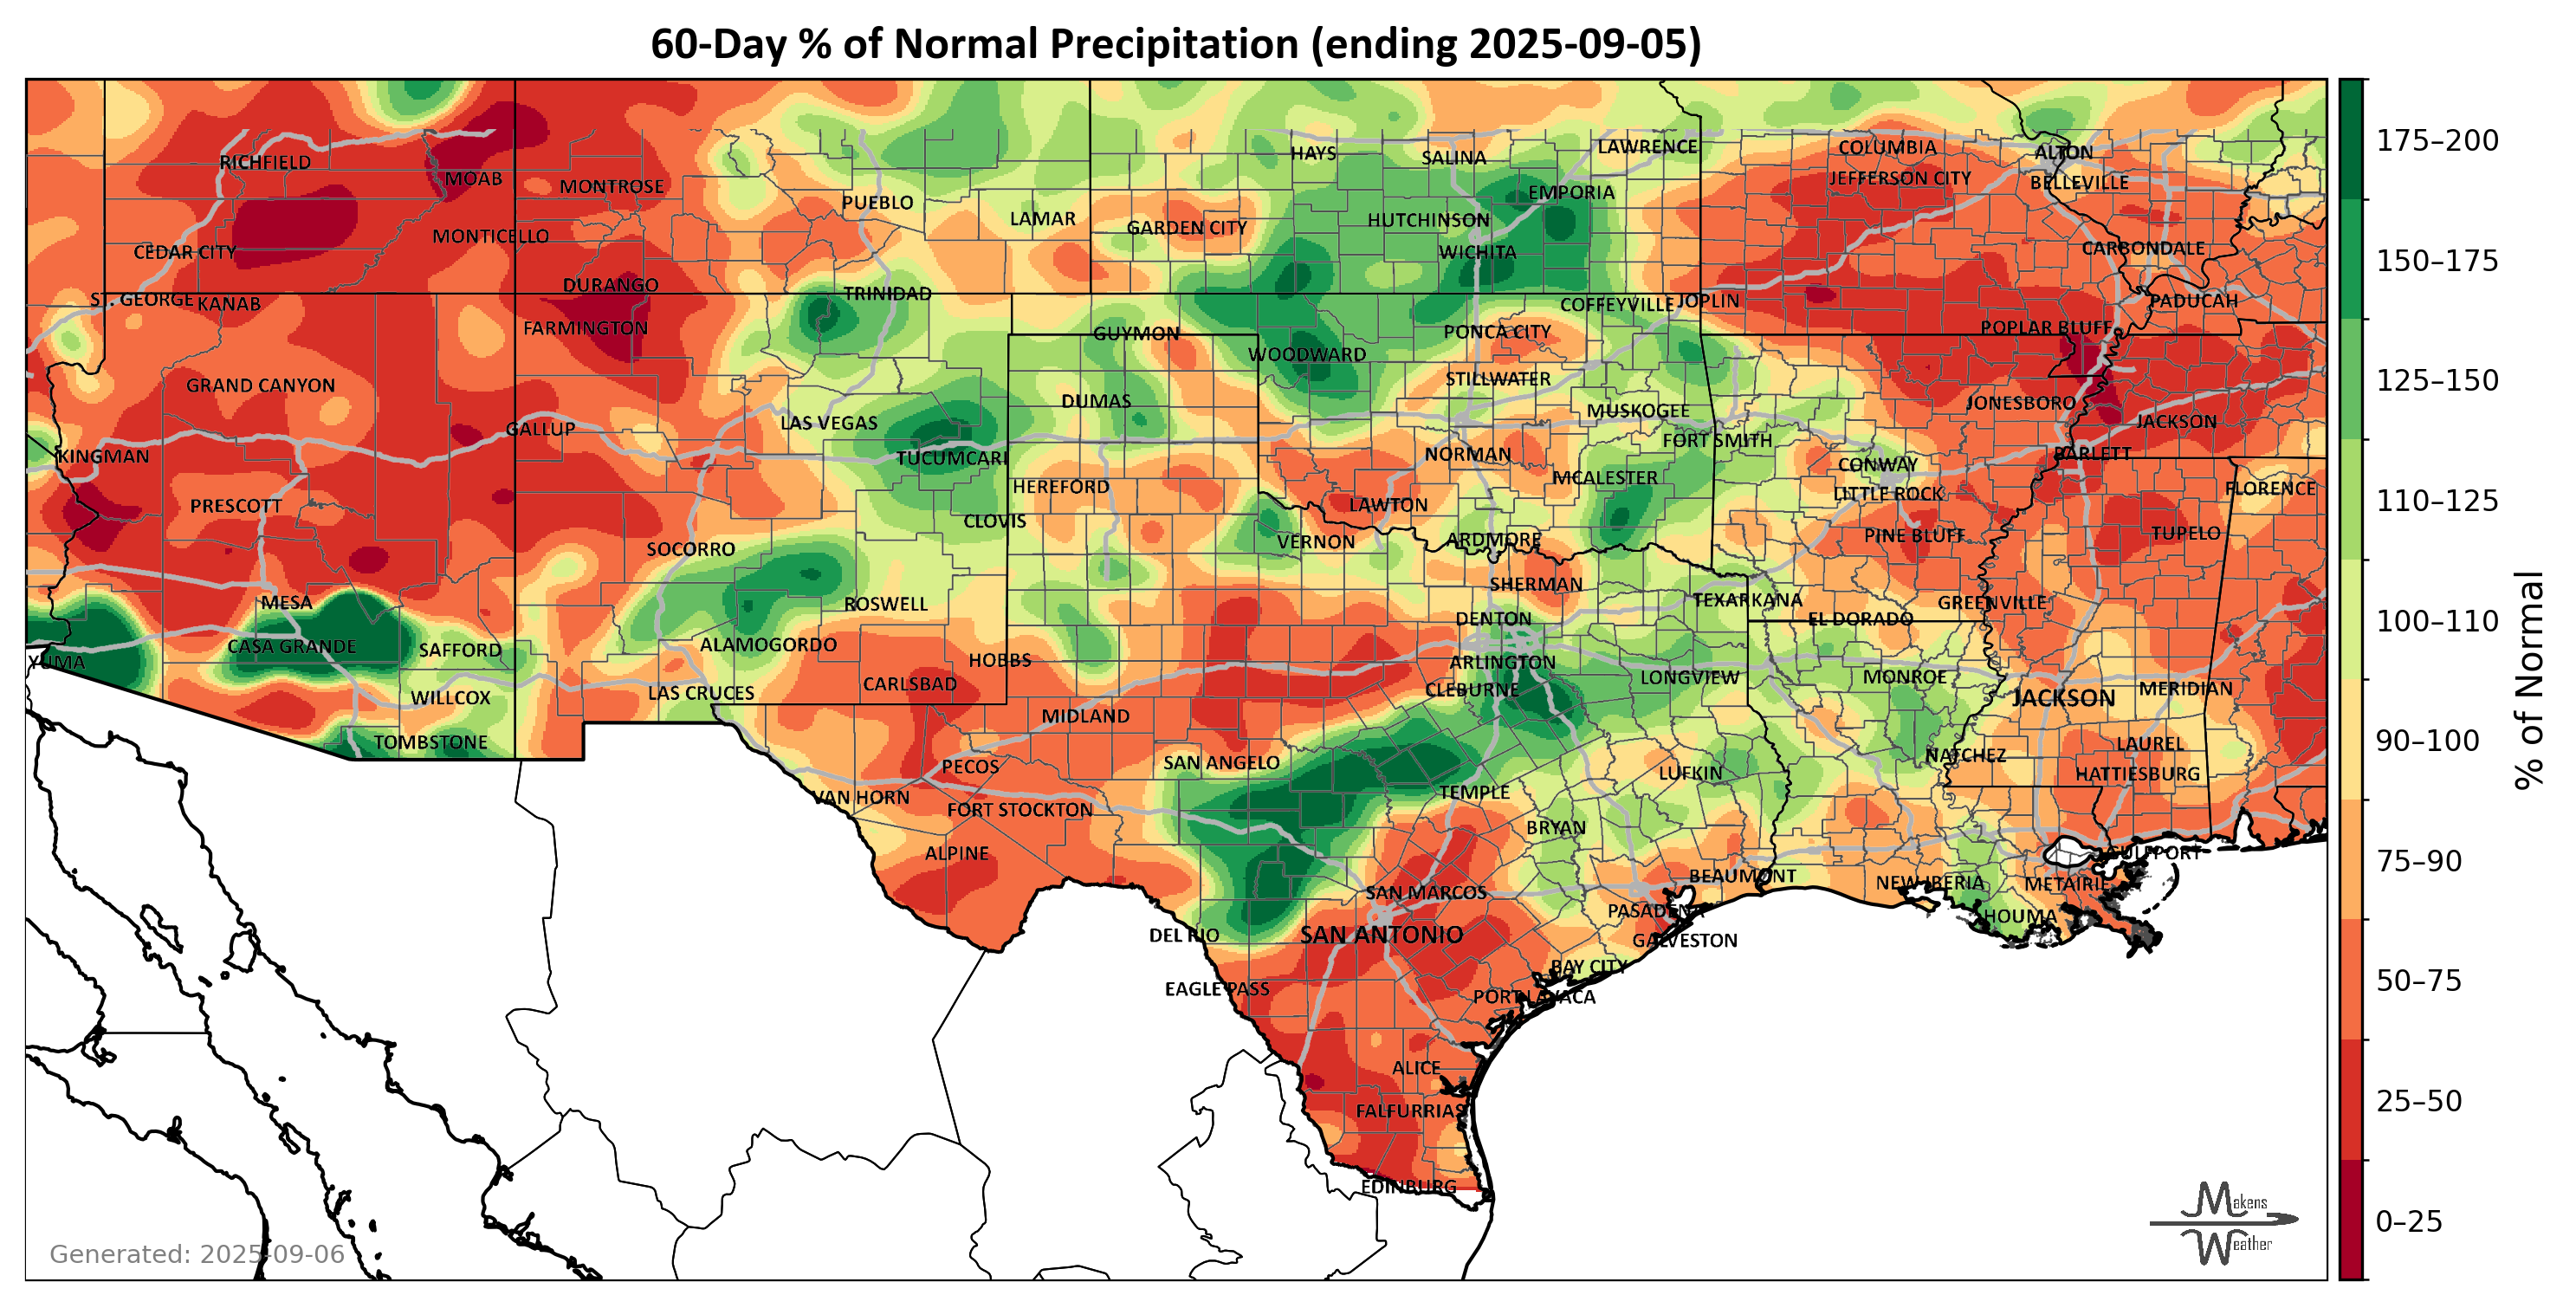 60-Day % of Normal Precipitation (ending 2025-09-05)
HAYS
SALINA
LAWRENCE
COLUMBIA
ALTON
RICHFIELD
MOAB
MONTROSE
EMPORIA
JEFFERSON CITY
BELLEVILLE
PUEBLO
LAMAR
GARDEN CITY
HUTCHINSON
MONTICELLO
CEDAR CITY
WICHITA
CARBONDALE
DURANGO
TRINIDAD
ST. GEORGE
KANAB
COFFEYVILLE
JOPLIN
PADUCAH
FARMINGTON
GUYMON
PONCA CITY
POPLAR BLUFF
WOODWARD
GRAND CANYON
STILLWATER
DUMAS
MUSKOGEE
JONESBORO
GALLUP
LAS VEGAS
JACKSON
FORT SMITH
KINGMAN
TUCUMCARI
NORMAN
BARLETT
CONWAY
PRESCOTT
HEREFORD
LAWTON
MCALESTER
LITTLE ROCK
FLORENCE
CLOVIS
SOCORRO
VERNON
ARDMORE
PINE BLUFF
TUPELO
MESA
ROSWELL
SHERMAN
TEXARKANA
GREENVILLE
CASA GRANDE
SAFFORD
ALAMOGORDO
DENTON
EL DORADO
YUMA
HOBBS
ARLINGTON
WILLCOX
LAS CRUCES
CARLSBAD
CLEBURNE
LONGVIEW
MONROE
JACKSON
MERIDIAN
TOMBSTONE
MIDLAND
NATCHEZ
LAUREL
PECOS
SAN ANGELO
LUFKIN
HATTIESBURG
VAN HORN
FORT STOCKTON
TEMPLE
BRYAN
ALPINE
GULFPORT
SAN MARCOS
BEAUMONT
NEW IBERIA
METAIRIE
PASADENA
HOUMA
DEL RIO
SAN ANTONIO
GALVESTON
BAY CITY
EAGLE PASS
PORT LAVACA
ALICE
FALFURRIAS
EDINBURG
Generated: 2025-09-06
Makens
Weather
175–200
150–175
125–150
110–125
100–110
90–100
75–90
50–75
25–50
0–25
% of Normal